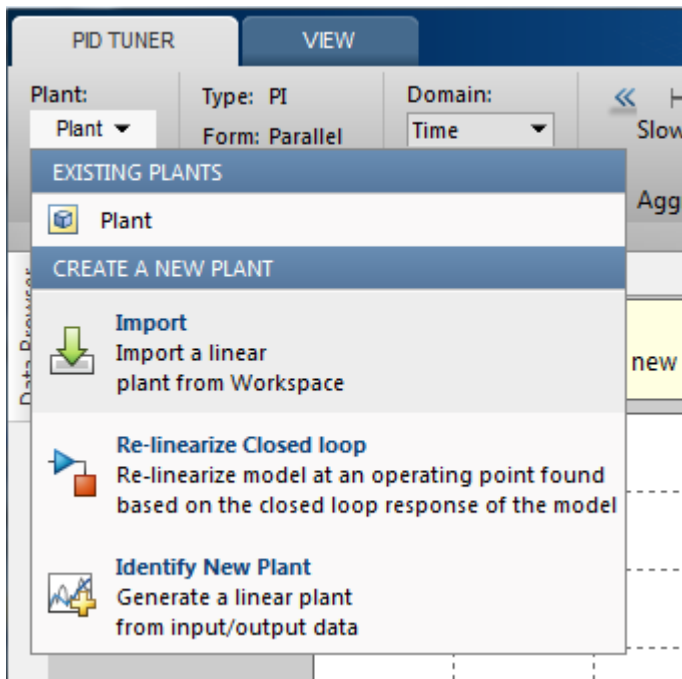 PID TUNER
VIEW
Plant:
Type: PI
Domain:
Plant
Form: Parallel
Time
Slow
EXISTING PLANTS
Plant
Agg
CREATE A NEW PLANT
Data Browser
Import
Import a linear
plant from Workspace
new
Re-linearize Closed loop
Re-linearize model at an operating point found
based on the closed loop response of the model
Identify New Plant
Generate a linear plant
from input/output data